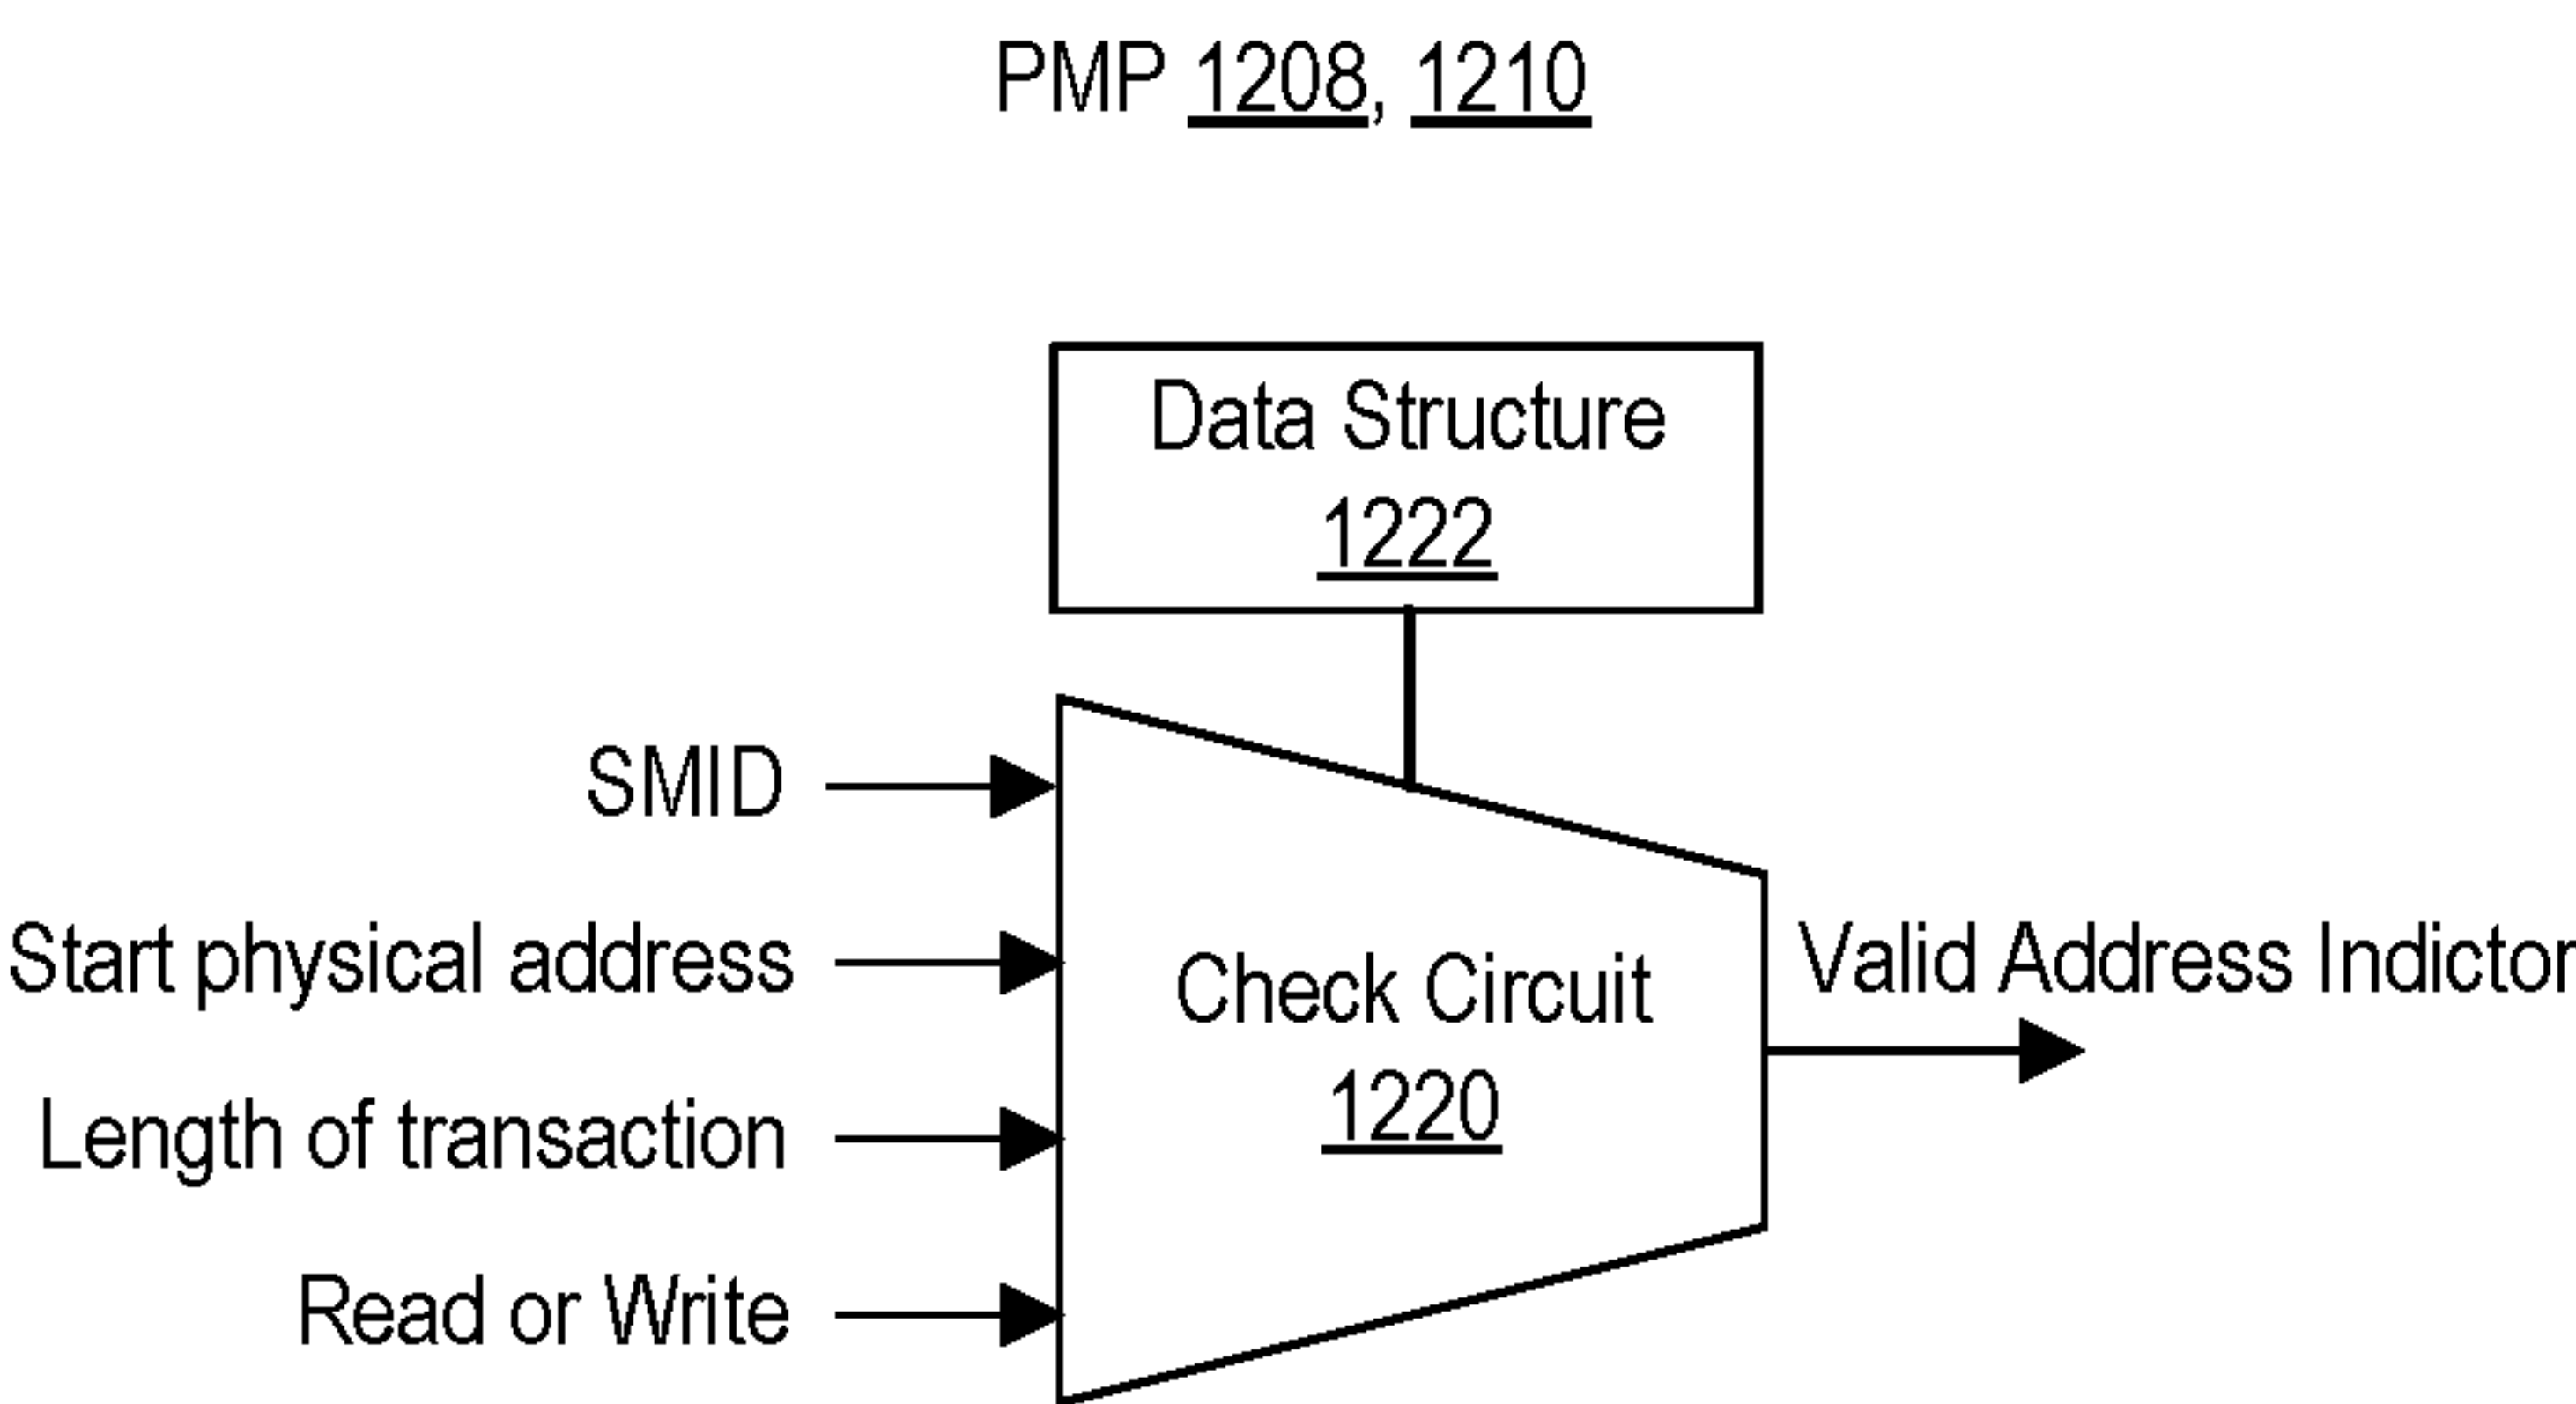 PMP 1208, 1210
Data Structure
1222
SMID
Start physical address
Length of transaction
Read or Write
Check Circuit
1220
Valid Address Indictor